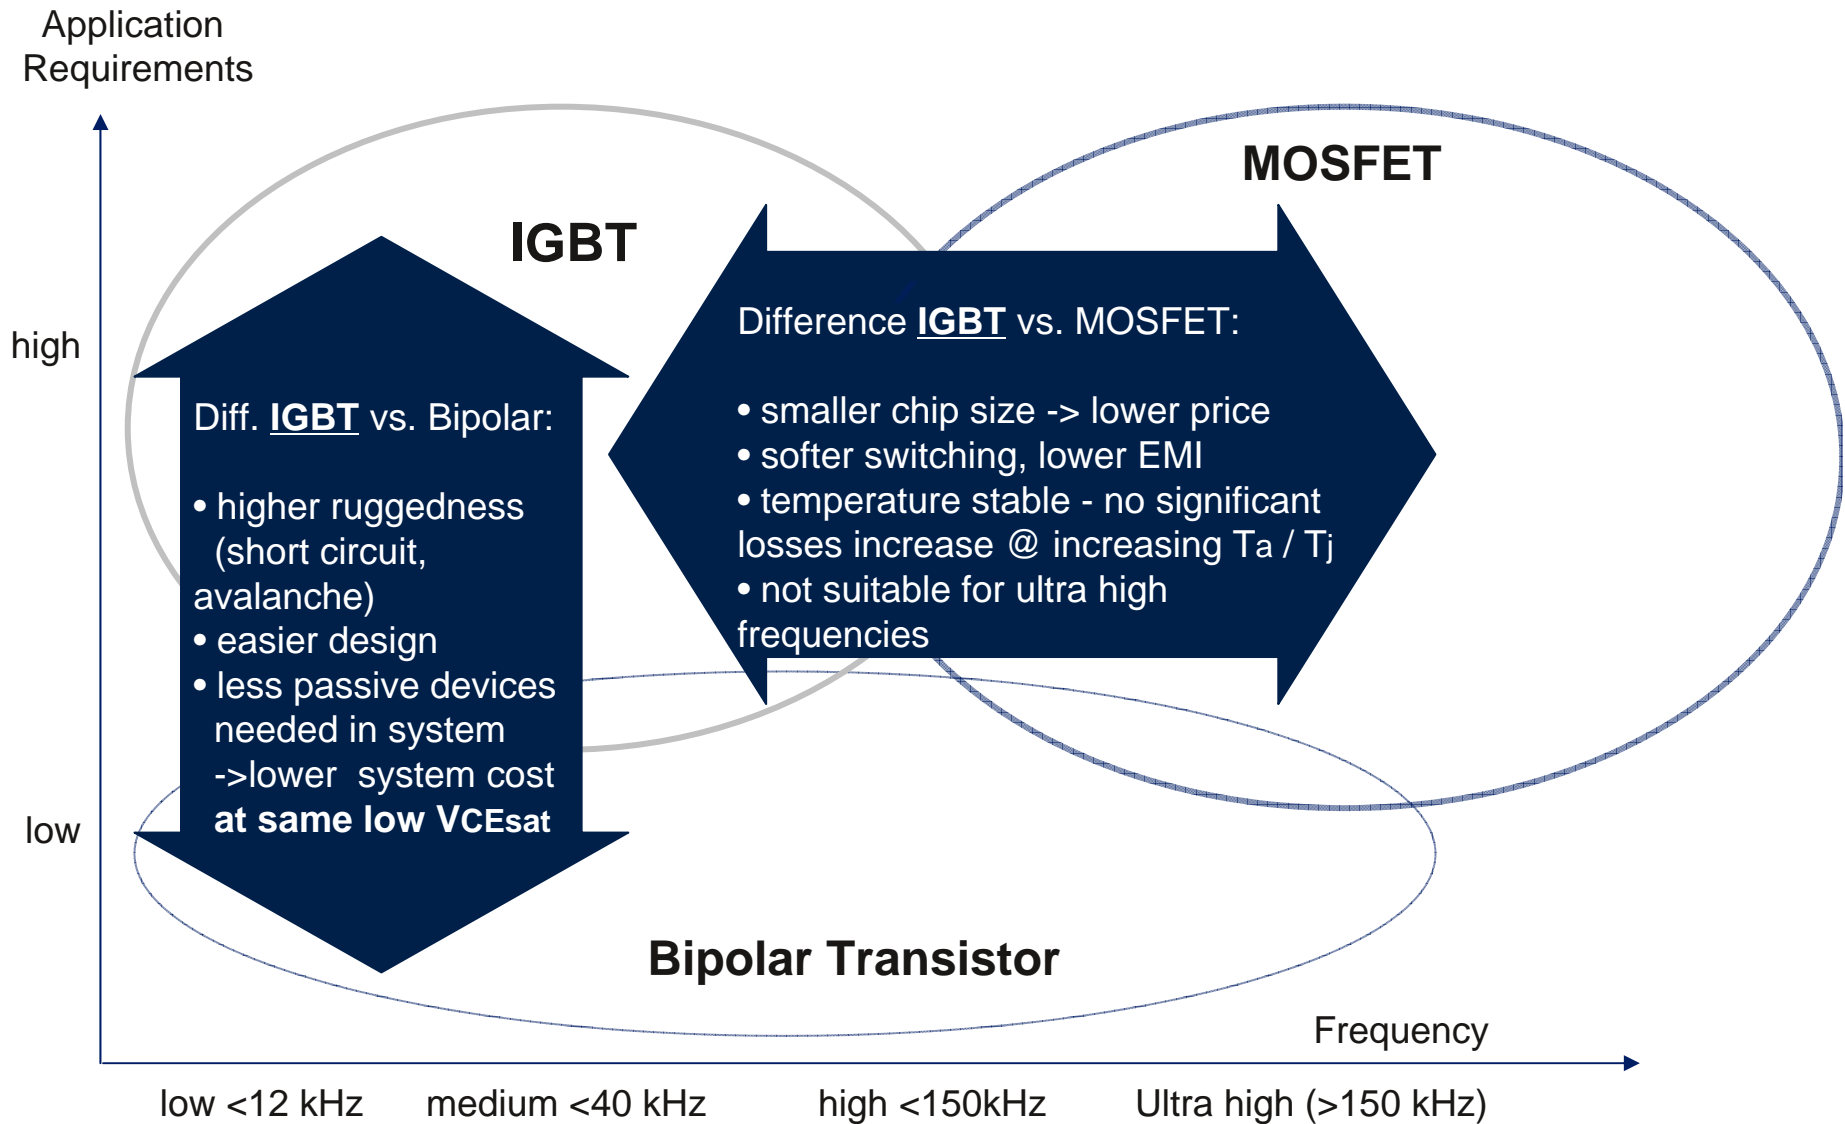 Application
Requirements
MOSFET
IGBT
high
low
Diff. IGBT vs. Bipolar:
• higher ruggedness
(short circuit,
avalanche)
• easier design
• less passive devices
needed in system
->lower system cost
at same low VCEsat
Difference IGBT vs. MOSFET:
• smaller chip size -> lower price
• softer switching, lower EMI
• temperature stable - no significant
losses increase @ increasing Ta / Tj
• not suitable for ultra high
frequencies
Bipolar Transistor
Frequency
low <12 kHz
medium <40 kHz
high <150kHz
Ultra high (>150 kHz)